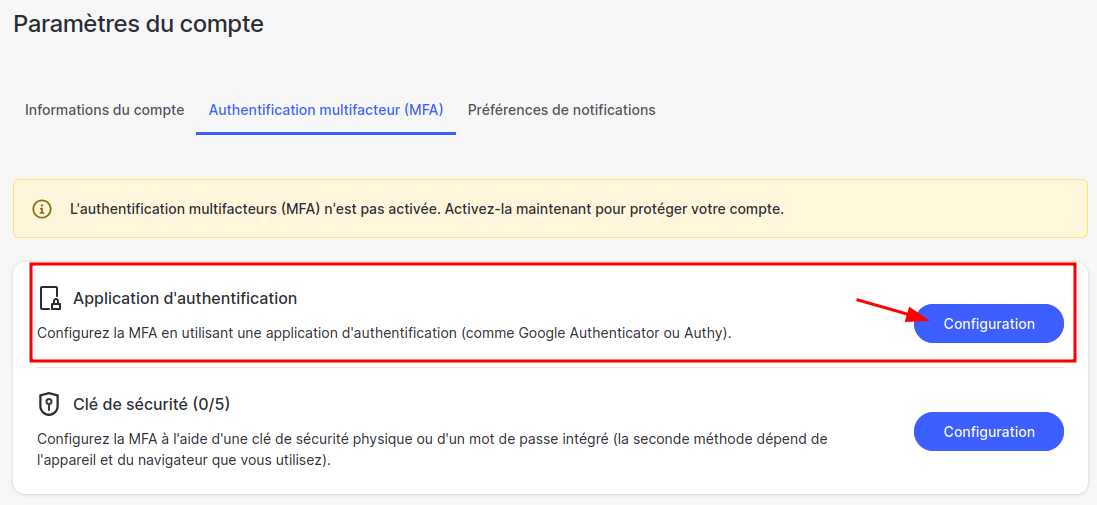 Paramètres du compte
Informations du compte Authentification multifacteur (MFA) Préférences de notifications
L'authentification multifacteurs (MFA) n'est pas activée. Activez-la maintenant pour protéger votre compte.
Application d'authentification
Configurez la MFA en utilisant une application d'authentification (comme Google Authenticator ou Authy).
Configuration
Clé de sécurité (0/5)
Configurez la MFA à l'aide d'une clé de sécurité physique ou d'un mot de passe intégré (la seconde méthode dépend de
l'appareil et du navigateur que vous utilisez).
Configuration